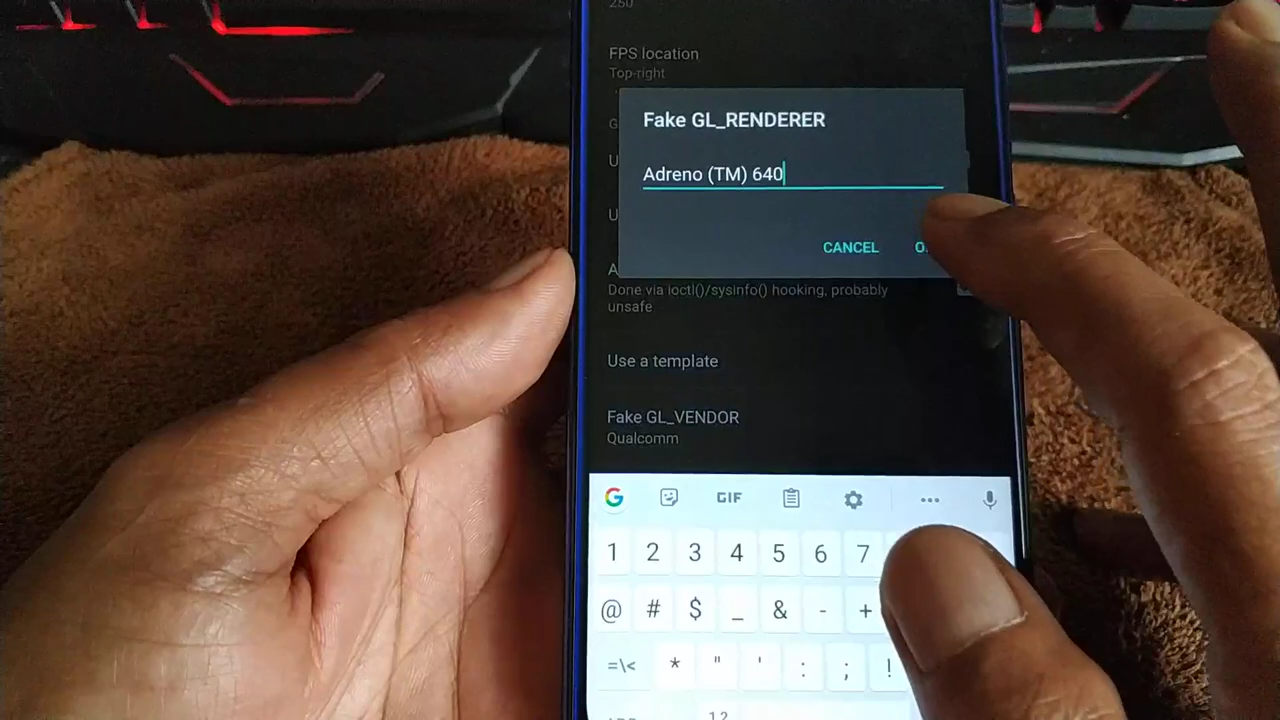 250
FPS location
Top-right
Fake GL_RENDERER
Adreno (TM) 640
CANCEL
Done via ioctl()/sysinfo() hooking, probably
unsafe
Use a template
Fake GL_VENDOR
Qualcomm
G GIF
1 2 3 4 5 6 7
@ # $ _ & - +
=\< * " ' : ; !
12